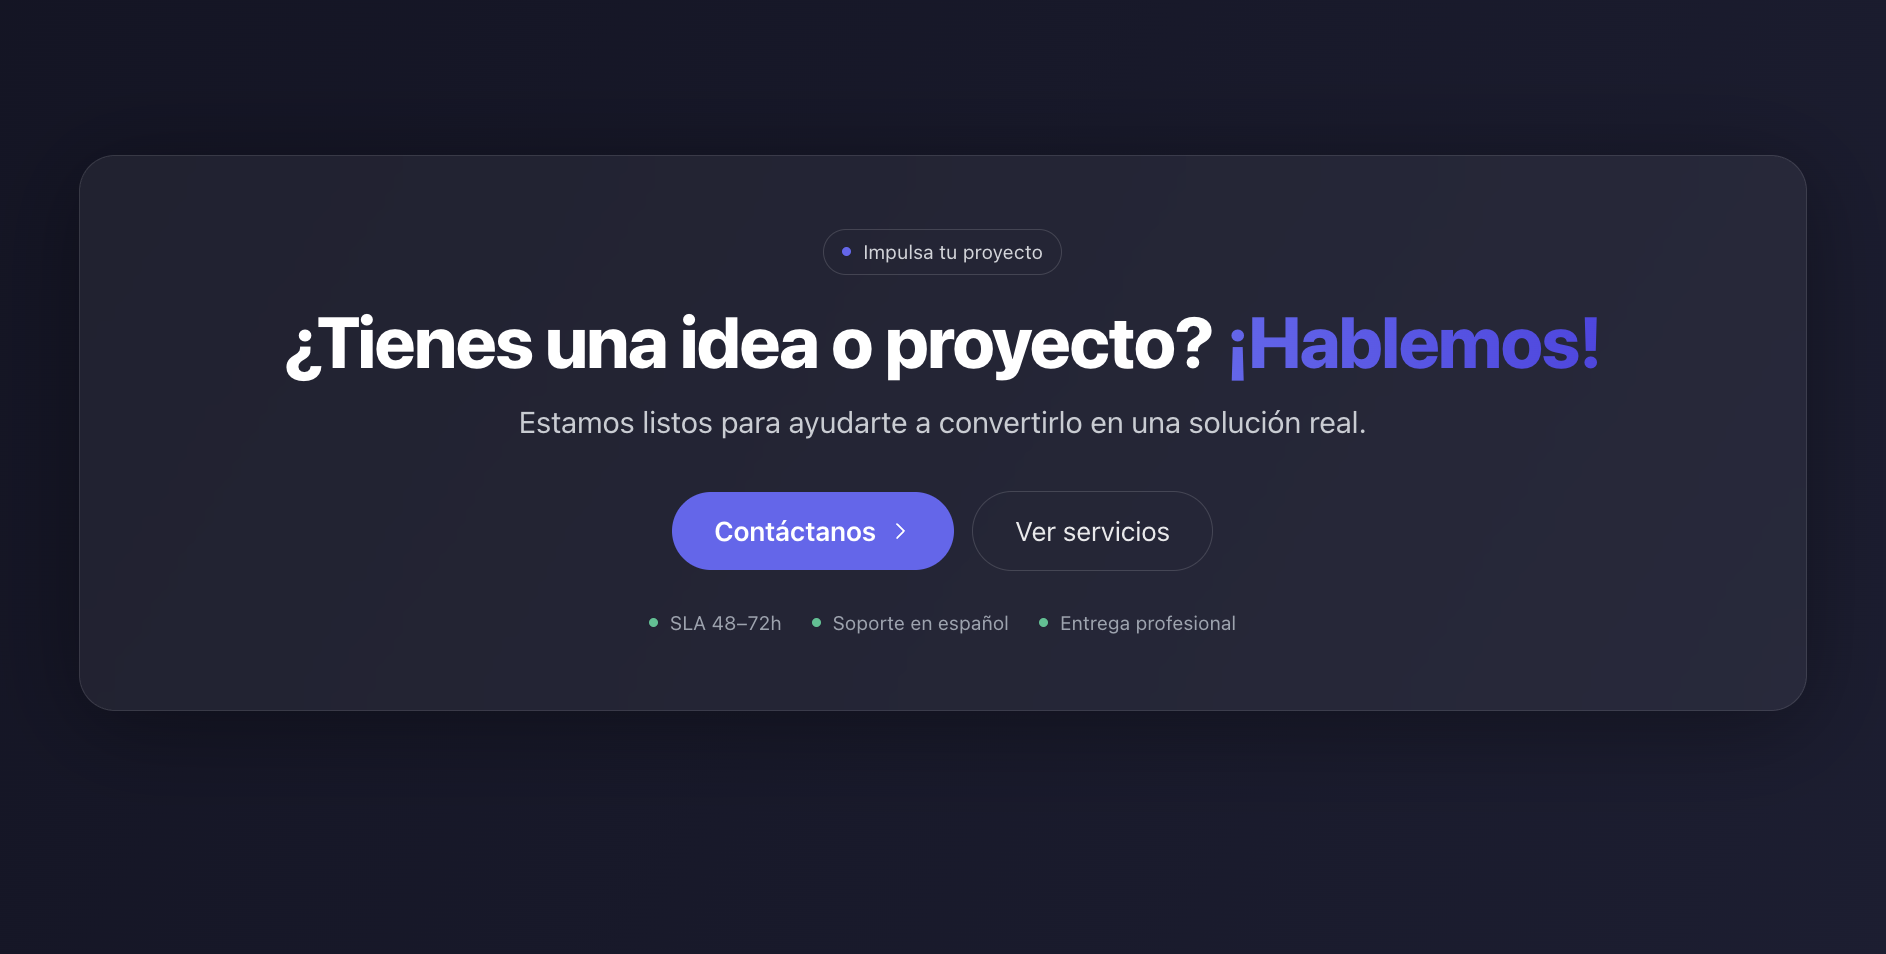 Impulsa tu proyecto
¿Tienes una idea o proyecto? ¡Hablemos!
Estamos listos para ayudarte a convertirlo en una solución real.
Contáctanos
Ver servicios
SLA 48–72h
Soporte en español
Entrega profesional